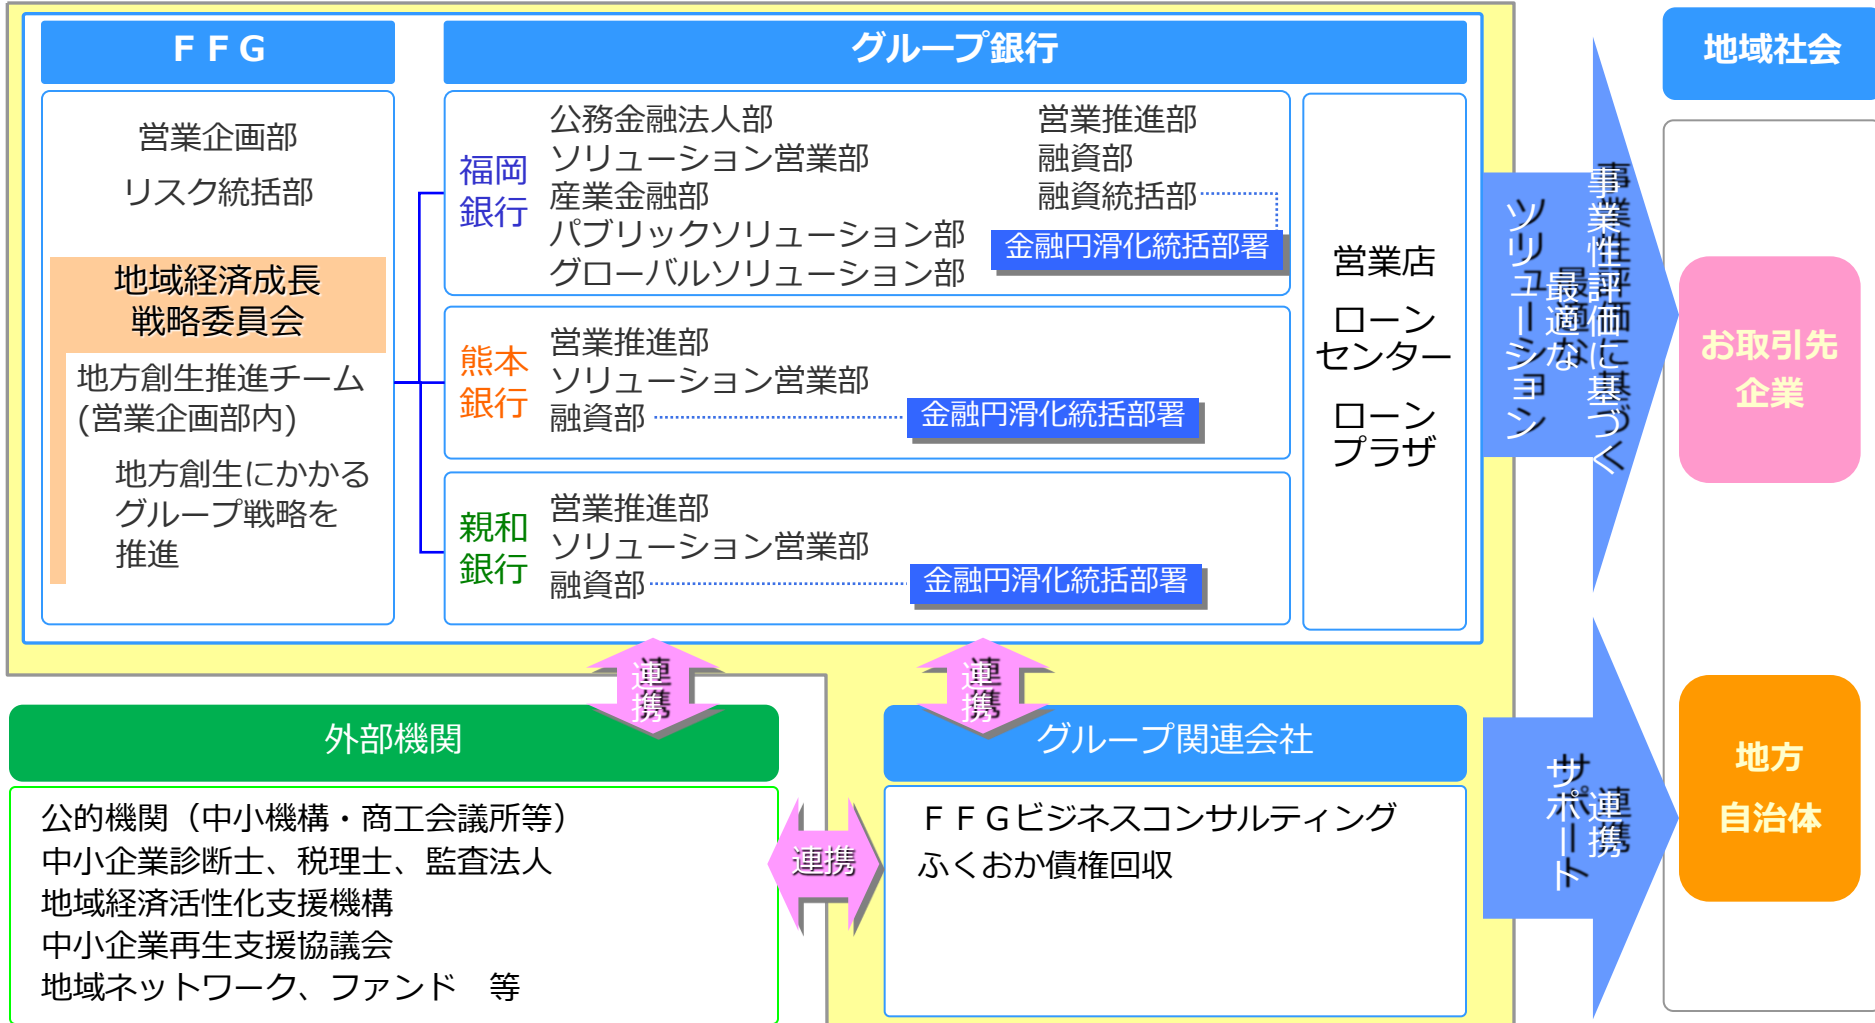 ＦＦＧ
営業企画部
リスク統括部
地域経済成長
戦略委員会
地方創生推進チーム
(営業企画部内)
地方創生にかかる
グループ戦略を
推進
グループ銀行
福岡
銀行
公務金融法人部
ソリューション営業部
産業金融部
パブリックソリューション部
グローバルソリューション部
営業推進部
融資部
融資統括部
金融円滑化統括部署
熊本
銀行
営業推進部
ソリューション営業部
融資部
金融円滑化統括部署
親和
銀行
営業推進部
ソリューション営業部
融資部
金融円滑化統括部署
営業店
ローン
センター
ローン
プラザ
事業性評価に基づく
最適な
ソリューション
地域社会
お取引先
企業
地方
自治体
連携
サポート
連携
連携
外部機関
公的機関（中小機構・商工会議所等）
中小企業診断士、税理士、監査法人
地域経済活性化支援機構
中小企業再生支援協議会
地域ネットワーク、ファンド　等
連携
グループ関連会社
ＦＦＧビジネスコンサルティング
ふくおか債権回収